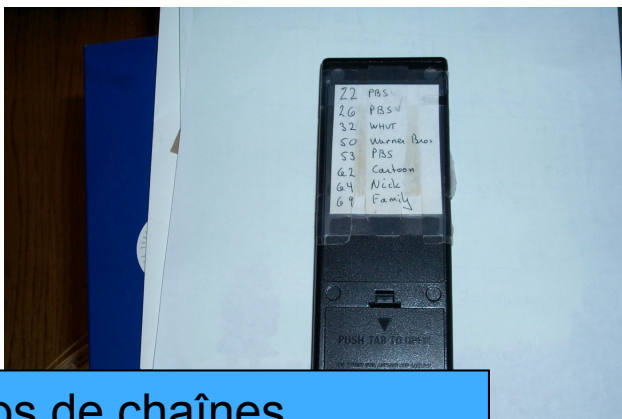 22 PBS
26 PBS
32 WHUT
50 Warner Bros
53 PBS
62 Cartoon
64 Nick
69 Family
PUSH TAB TO OPEN
os de chaînes